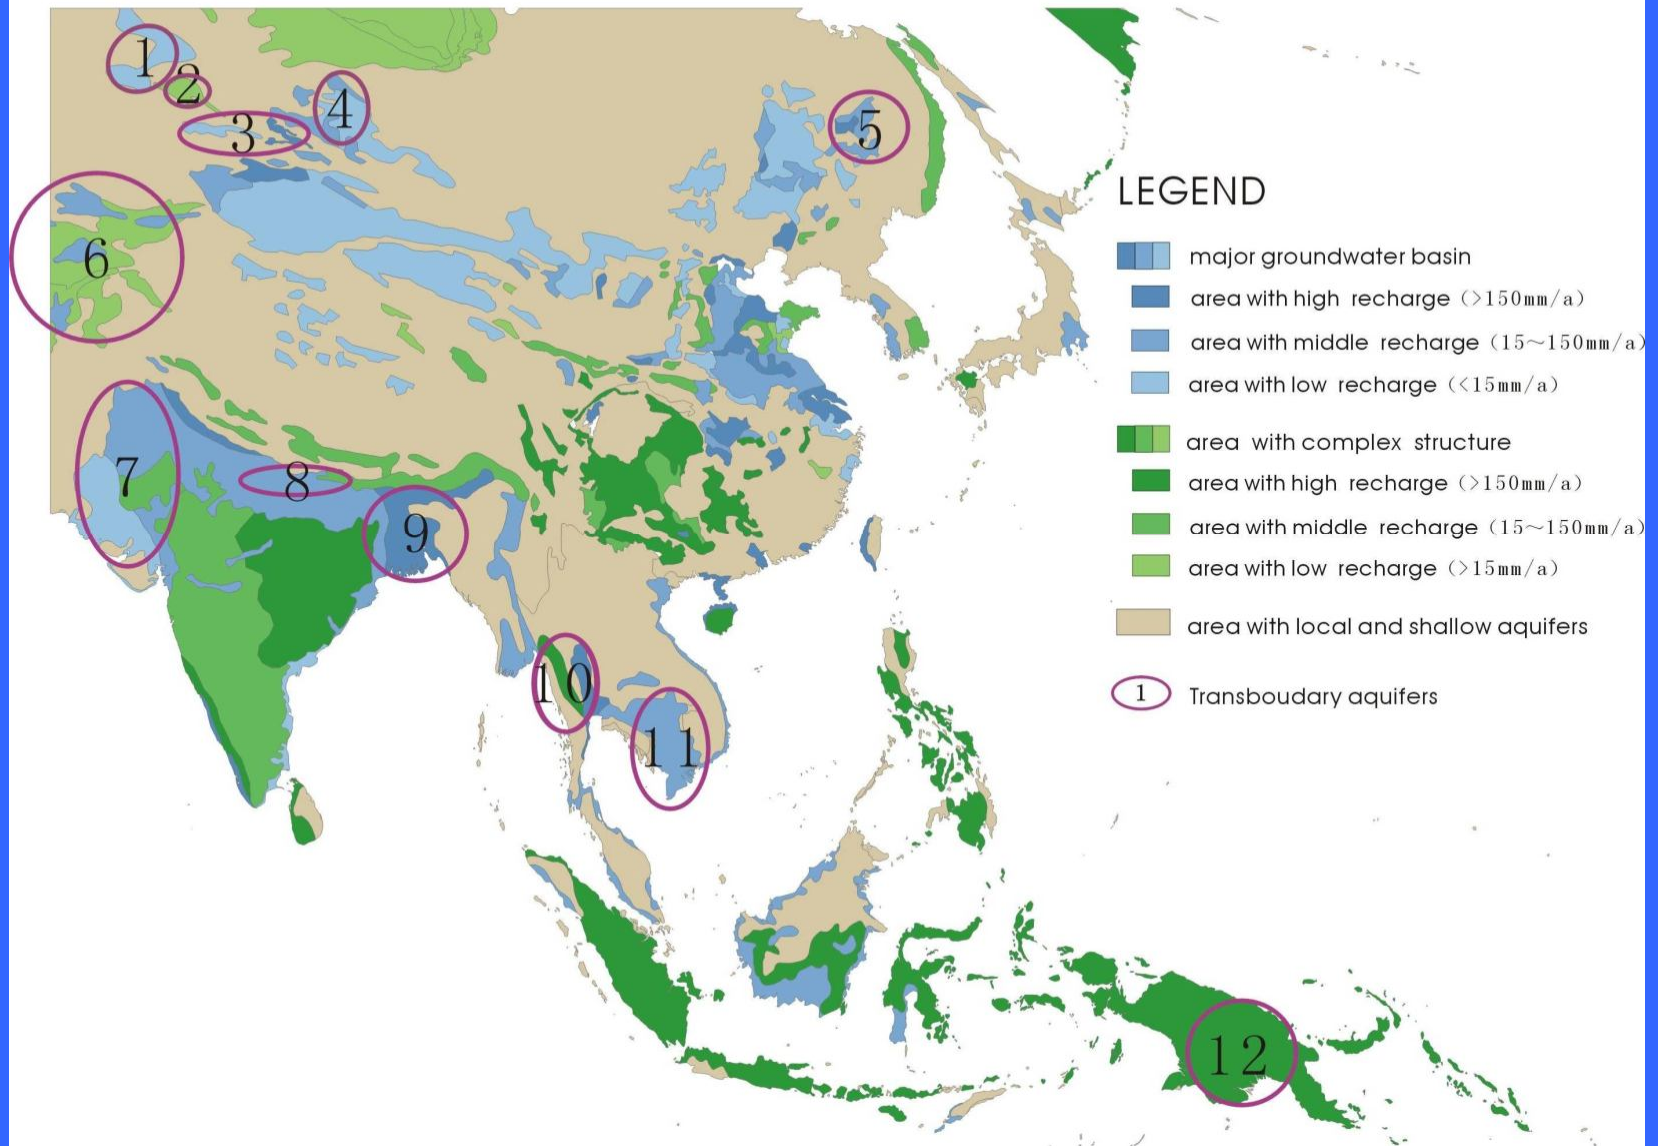 1
2
3
4
5
6
7
8
9
10
11
12
LEGEND
major groundwater basin
area with high recharge (>150mm/a)
area with middle recharge (15~150mm/a)
area with low recharge (<15mm/a)
area with complex structure
area with high recharge (>150mm/a)
area with middle recharge (15~150mm/a)
area with low recharge (>15mm/a)
area with local and shallow aquifers
1 Transboudary aquifers